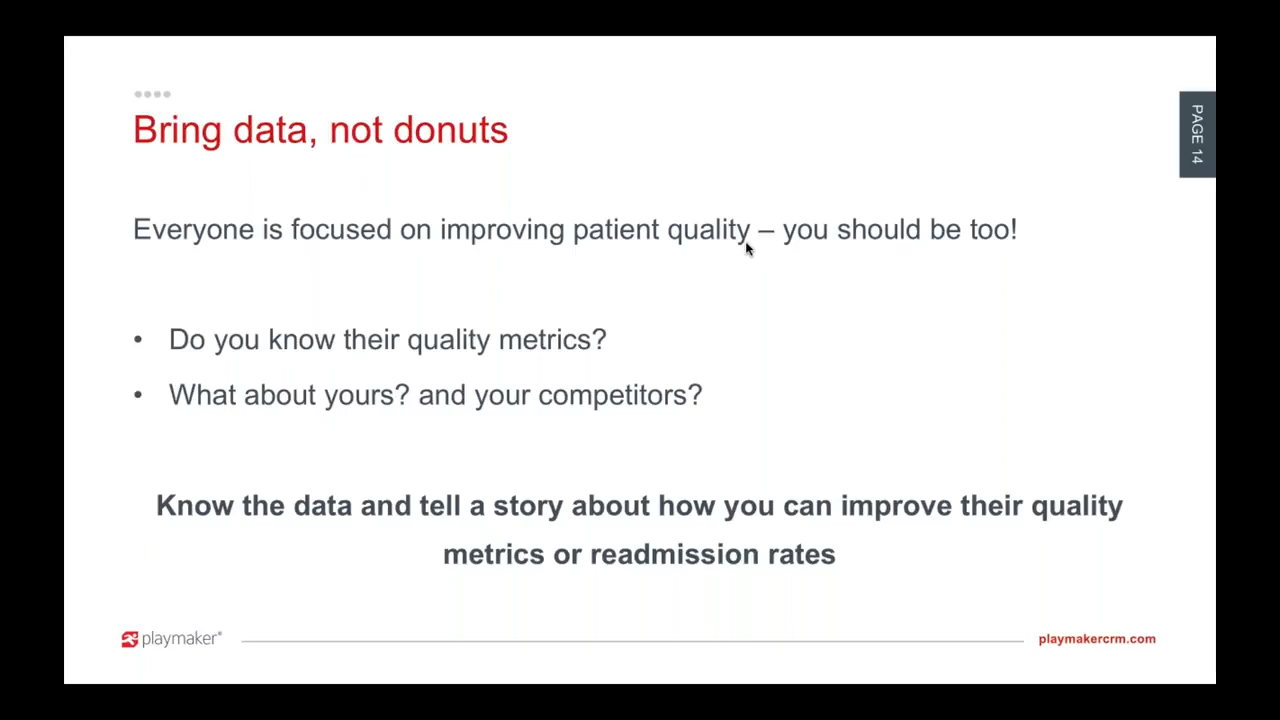 Bring data, not donuts
PAGE 14
Everyone is focused on improving patient quality – you should be too!
• Do you know their quality metrics?
• What about yours? and your competitors?
Know the data and tell a story about how you can improve their quality
metrics or readmission rates
playmaker®
playmakercrm.com